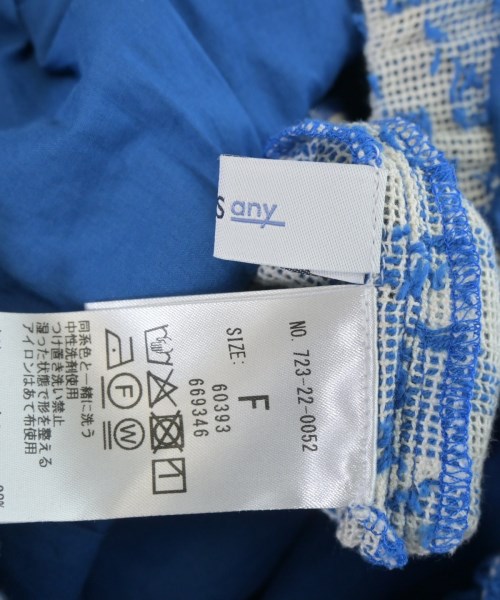 s any
NO. 723-22-0052
SIZE: F
60393
669346
F W
同系色と一緒に洗う
中性洗剤使用
つけ置き洗い禁止
湿った状態で形を整える
アイロンはあて布使用